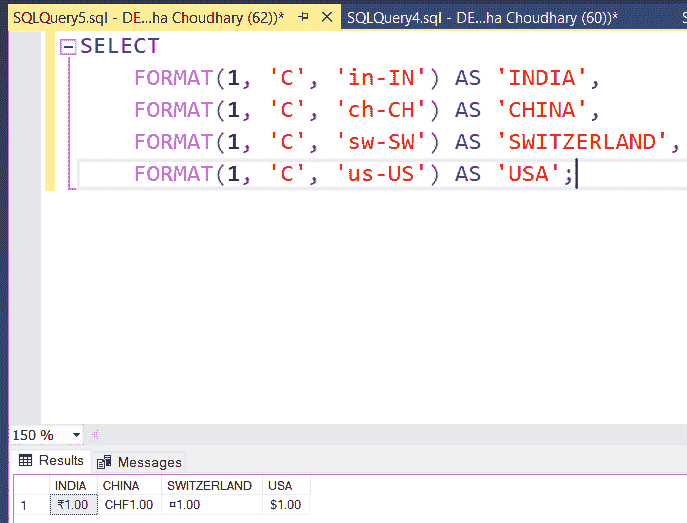 SQLQuery5.sql - DE...ha Choudhary (62))* SQLQuery4.sql - DE...ha Choudhary (60))*
SELECT
FORMAT(1, 'C', 'in-IN') AS 'INDIA',
FORMAT(1, 'C', 'ch-CH') AS 'CHINA',
FORMAT(1, 'C', 'sw-SW') AS 'SWITZERLAND',
FORMAT(1, 'C', 'us-US') AS 'USA';
150 %
Results Messages
INDIA CHINA SWITZERLAND USA
1 ₹1.00 CHF1.00 ¤1.00 $1.00